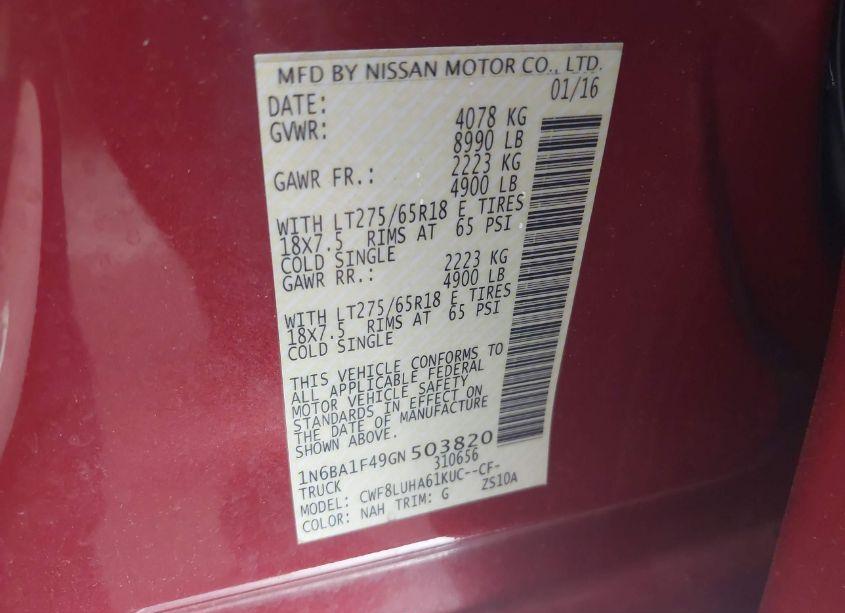 MFD BY NISSAN MOTOR CO., LTD.
DATE: 01/16
GVWR: 4078 KG
8990 LB
GAWR FR.: 2223 KG
4900 LB
WITH LT275/65R18 E TIRES
18X7.5 RIMS AT 65 PSI
COLD SINGLE
GAWR RR.: 2223 KG
4900 LB
WITH LT275/65R18 E TIRES
18X7.5 RIMS AT 65 PSI
COLD SINGLE
THIS VEHICLE CONFORMS TO
ALL APPLICABLE FEDERAL
MOTOR VEHICLE SAFETY
STANDARDS IN EFFECT ON
THE DATE OF MANUFACTURE
SHOWN ABOVE.
1N6BA1F49GN503820
TRUCK 310656
MODEL: CWF8LUHA61KUC--CF-
COLOR: NAH TRIM: G ZS10A